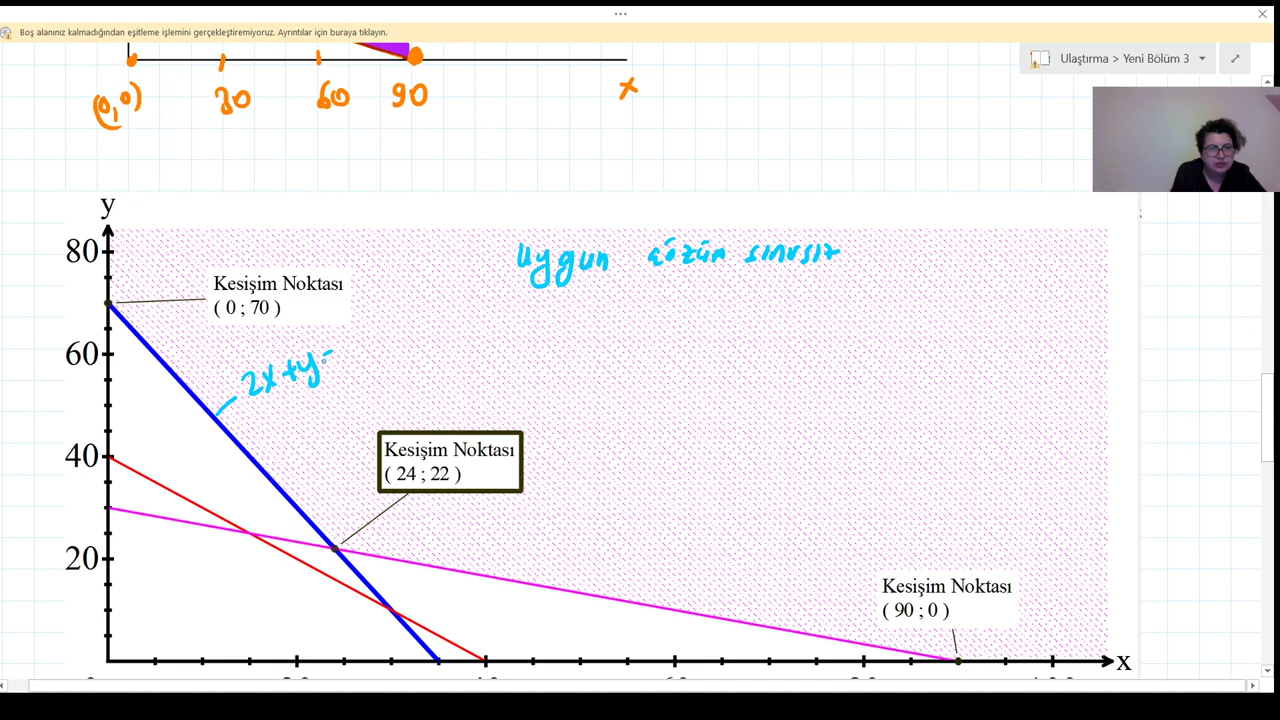 Boş alanınız kalmadığından eşitleme işlemini gerçekleştiremiyoruz. Ayrıntılar için buraya tıklayın.
Ulaştırma > Yeni Bölüm 3
(0,0)
30
60
90
x
y
uygun çözüm sınırsız
80
Kesişim Noktası
( 0 ; 70 )
60
2x+y=
40
Kesişim Noktası
( 24 ; 22 )
20
Kesişim Noktası
( 90 ; 0 )
x